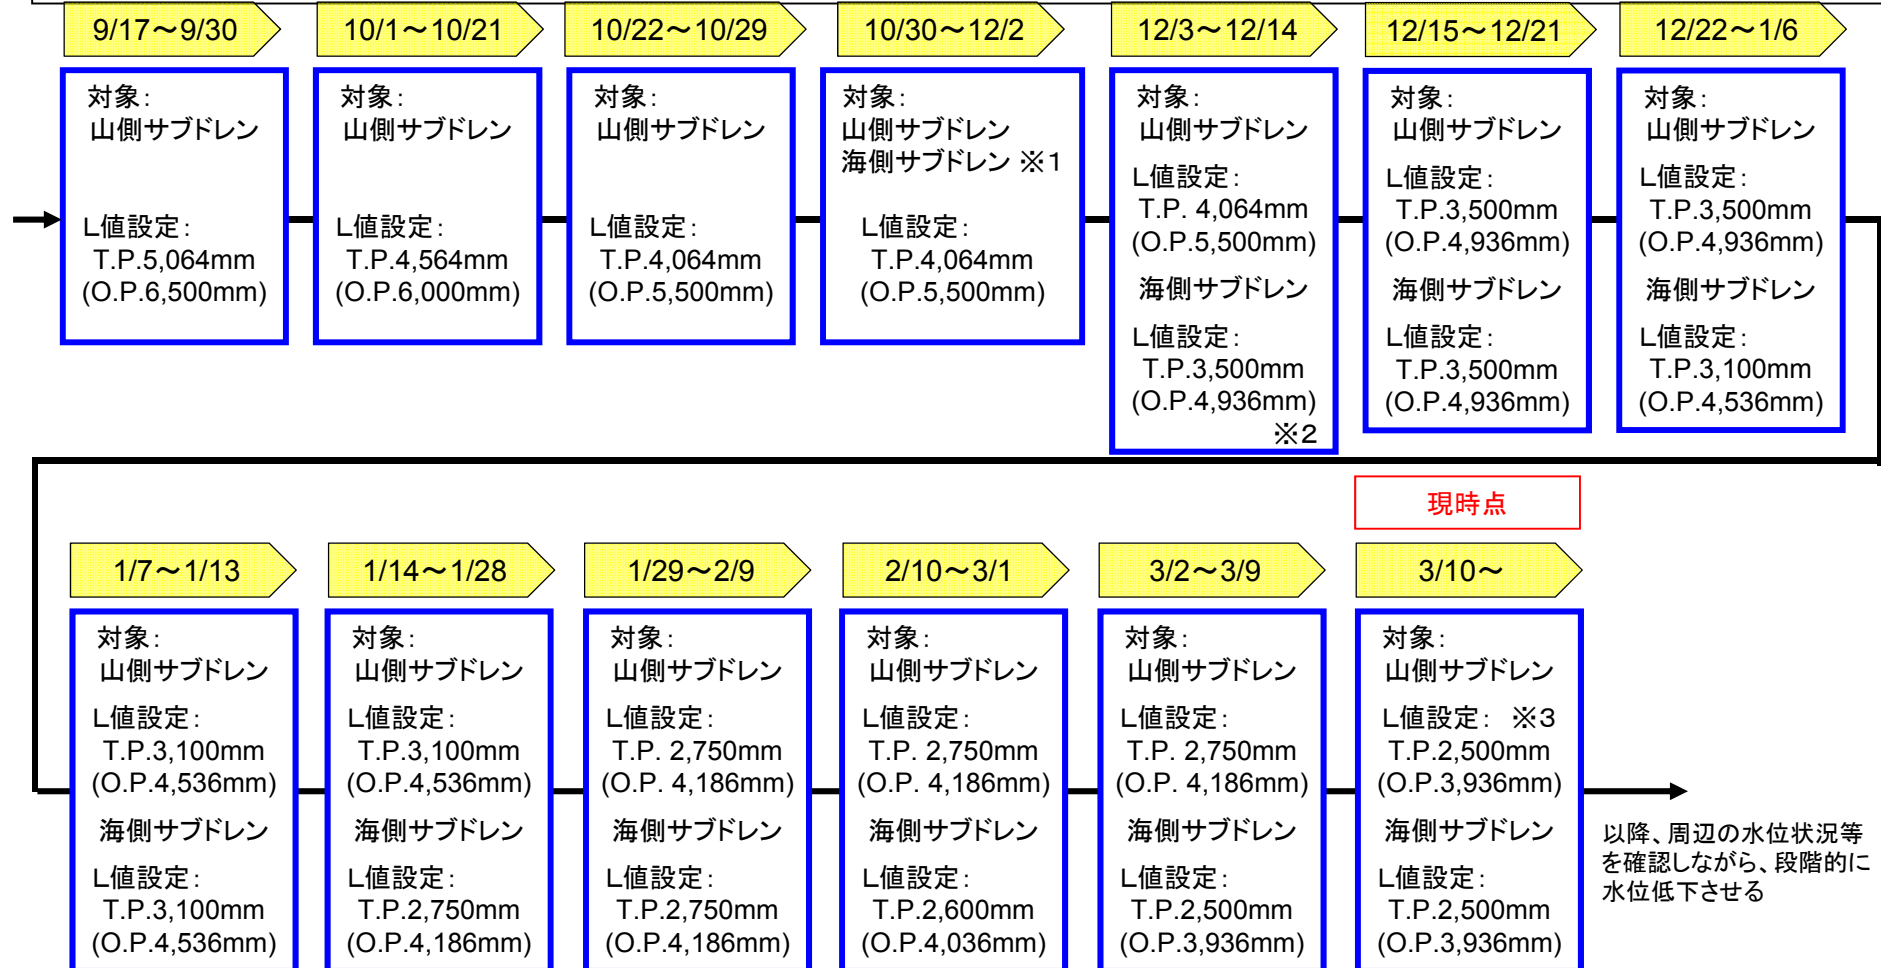 9/17～9/30
対象：
山側サブドレン
L値設定：
T.P.5,064mm
(O.P.6,500mm)
10/1～10/21
対象：
山側サブドレン
L値設定：
T.P.4,564mm
(O.P.6,000mm)
10/22～10/29
対象：
山側サブドレン
L値設定：
T.P.4,064mm
(O.P.5,500mm)
10/30～12/2
対象：
山側サブドレン
海側サブドレン ※1
L値設定：
T.P.4,064mm
(O.P.5,500mm)
12/3～12/14
対象：
山側サブドレン
L値設定：
T.P. 4,064mm
(O.P.5,500mm)
海側サブドレン
L値設定：
T.P.3,500mm
(O.P.4,936mm)
※2
12/15～12/21
対象：
山側サブドレン
L値設定：
T.P.3,500mm
(O.P.4,936mm)
海側サブドレン
L値設定：
T.P.3,500mm
(O.P.4,936mm)
12/22～1/6
対象：
山側サブドレン
L値設定：
T.P.3,500mm
(O.P.4,936mm)
海側サブドレン
L値設定：
T.P.3,100mm
(O.P.4,536mm)
1/7～1/13
対象：
山側サブドレン
L値設定：
T.P.3,100mm
(O.P.4,536mm)
海側サブドレン
L値設定：
T.P.3,100mm
(O.P.4,536mm)
1/14～1/28
対象：
山側サブドレン
L値設定：
T.P.3,100mm
(O.P.4,536mm)
海側サブドレン
L値設定：
T.P.2,750mm
(O.P.4,186mm)
1/29～2/9
対象：
山側サブドレン
L値設定：
T.P. 2,750mm
(O.P. 4,186mm)
海側サブドレン
L値設定：
T.P.2,750mm
(O.P.4,186mm)
2/10～3/1
対象：
山側サブドレン
L値設定：
T.P. 2,750mm
(O.P. 4,186mm)
海側サブドレン
L値設定：
T.P.2,600mm
(O.P.4,036mm)
3/2～3/9
対象：
山側サブドレン
L値設定：
T.P. 2,750mm
(O.P. 4,186mm)
海側サブドレン
L値設定：
T.P.2,500mm
(O.P.3,936mm)
現時点
3/10～
対象：
山側サブドレン
L値設定： ※3
T.P.2,500mm
(O.P.3,936mm)
海側サブドレン
L値設定：
T.P.2,500mm
(O.P.3,936mm)
以降、周辺の水位状況等
を確認しながら、段階的に
水位低下させる